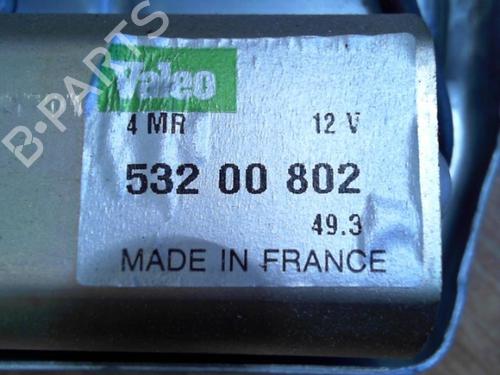 B-PARTS
Valeo
4 MR 12 V
532 00 802
49.3
MADE IN FRANCE